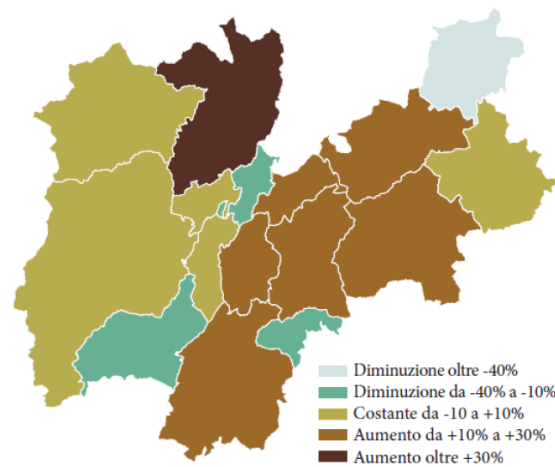 Diminuzione oltre -40%
Diminuzione da -40% a -10%
Costante da -10 a +10%
Aumento da +10% a +30%
Aumento oltre +30%